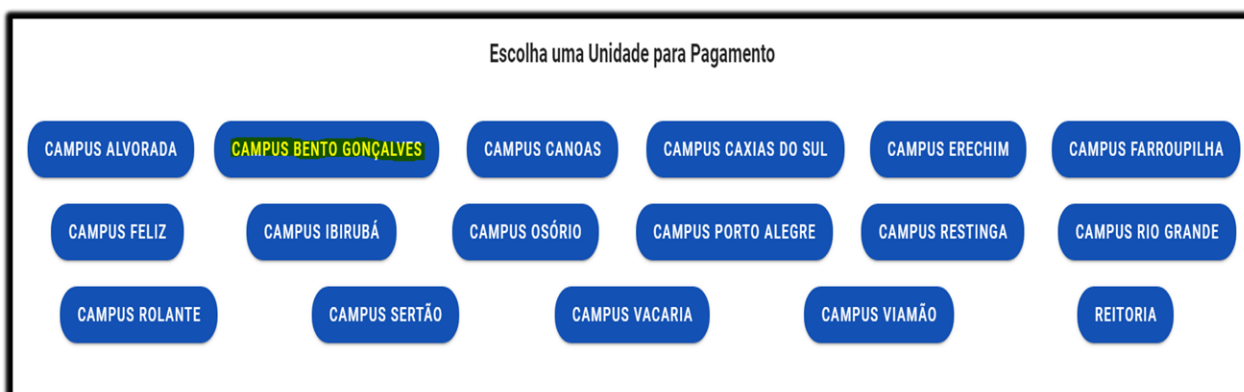 Escolha uma Unidade para Pagamento
CAMPUS ALVORADA
CAMPUS BENTO GONÇALVES
CAMPUS CANOAS
CAMPUS CAXIAS DO SUL
CAMPUS ERECHIM
CAMPUS FARROUPILHA
CAMPUS FELIZ
CAMPUS IBIRUBÁ
CAMPUS OSÓRIO
CAMPUS PORTO ALEGRE
CAMPUS RESTINGA
CAMPUS RIO GRANDE
CAMPUS ROLANTE
CAMPUS SERTÃO
CAMPUS VACARIA
CAMPUS VIAMÃO
REITORIA